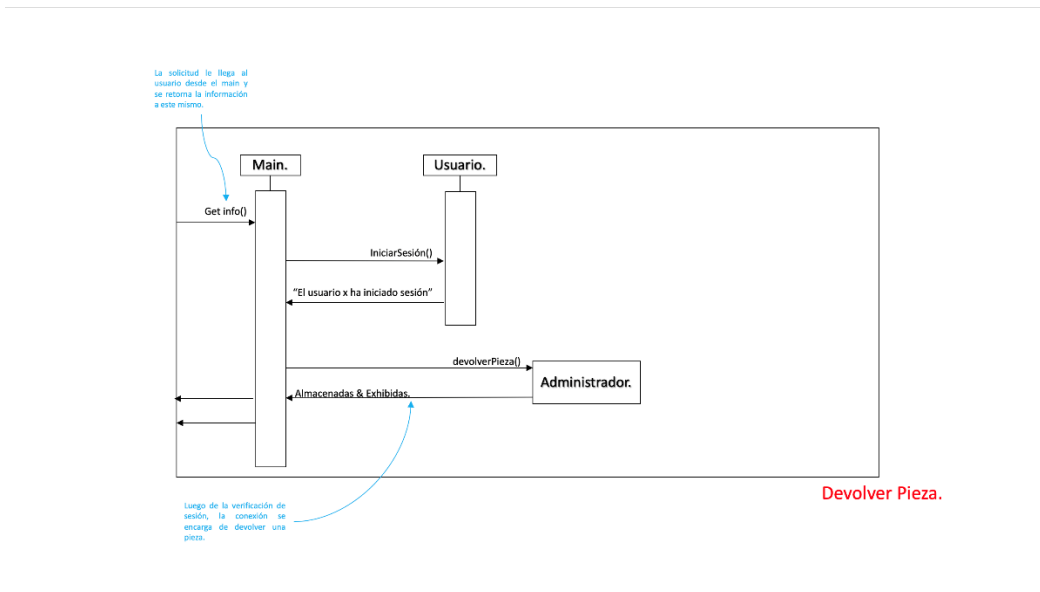 La solicitud le llega al
usuario desde el main y
se retorna la información
a este mismo.
Main.
Usuario.
Get info()
IniciarSesión()
“El usuario x ha iniciado sesión”
devolverPieza()
Administrador.
Almacenadas & Exhibidas.
Devolver Pieza.
Luego de la verificación de
sesión, la conexión se
encarga de devolver una
pieza.